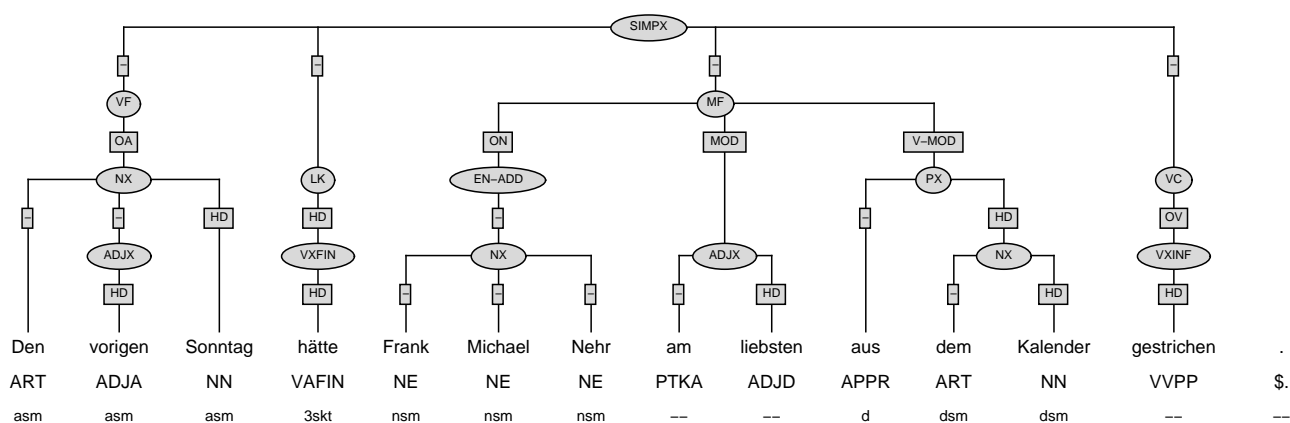 SIMPX
– – – –
VF MF
OA ON MOD V–MOD
NX LK EN–ADD PX VC
– – HD HD – – HD OV
ADJX VXFIN NX ADJX NX VXINF
HD HD – – – – HD – HD HD
Den vorigen Sonntag hätte Frank Michael Nehr am liebsten aus dem Kalender gestrichen .
ART ADJA NN VAFIN NE NE NE PTKA ADJD APPR ART NN VVPP $.
asm asm asm 3skt nsm nsm nsm –– –– d dsm dsm –– ––